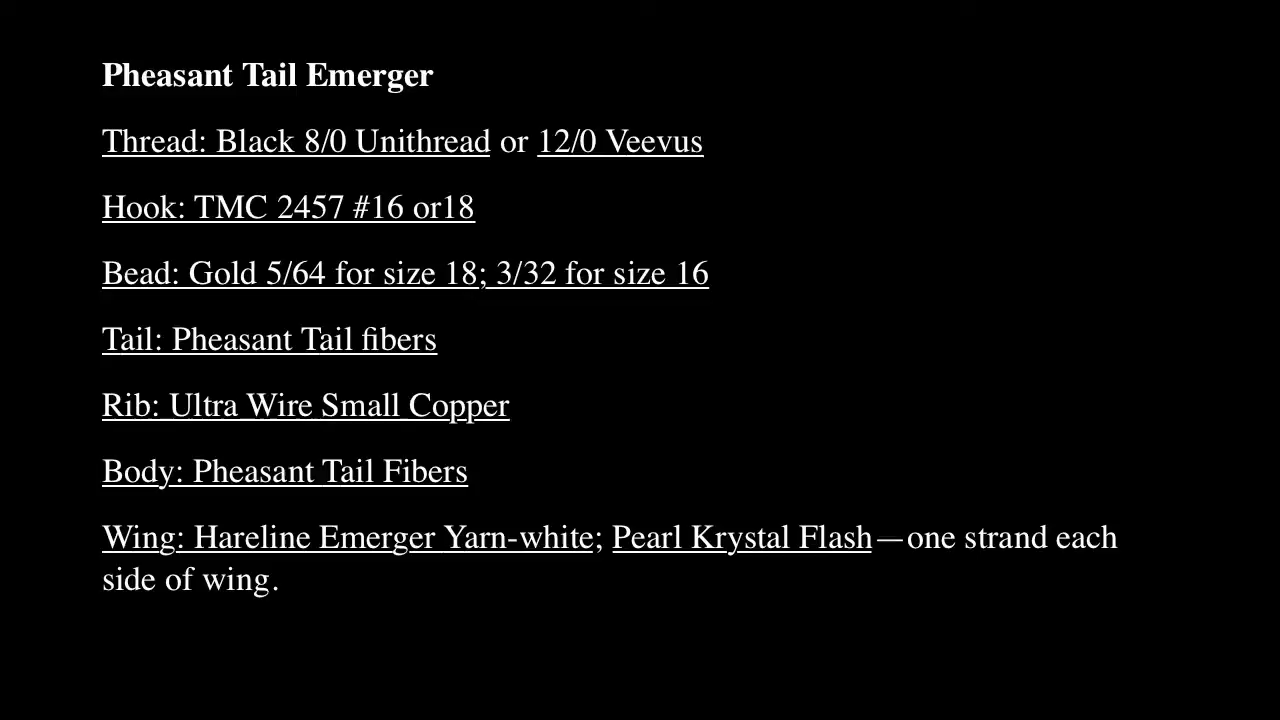 Pheasant Tail Emerger
Thread: Black 8/0 Unithread or 12/0 Veevus
Hook: TMC 2457 #16 or18
Bead: Gold 5/64 for size 18; 3/32 for size 16
Tail: Pheasant Tail fibers
Rib: Ultra Wire Small Copper
Body: Pheasant Tail Fibers
Wing: Hareline Emerger Yarn-white; Pearl Krystal Flash—one strand each
side of wing.